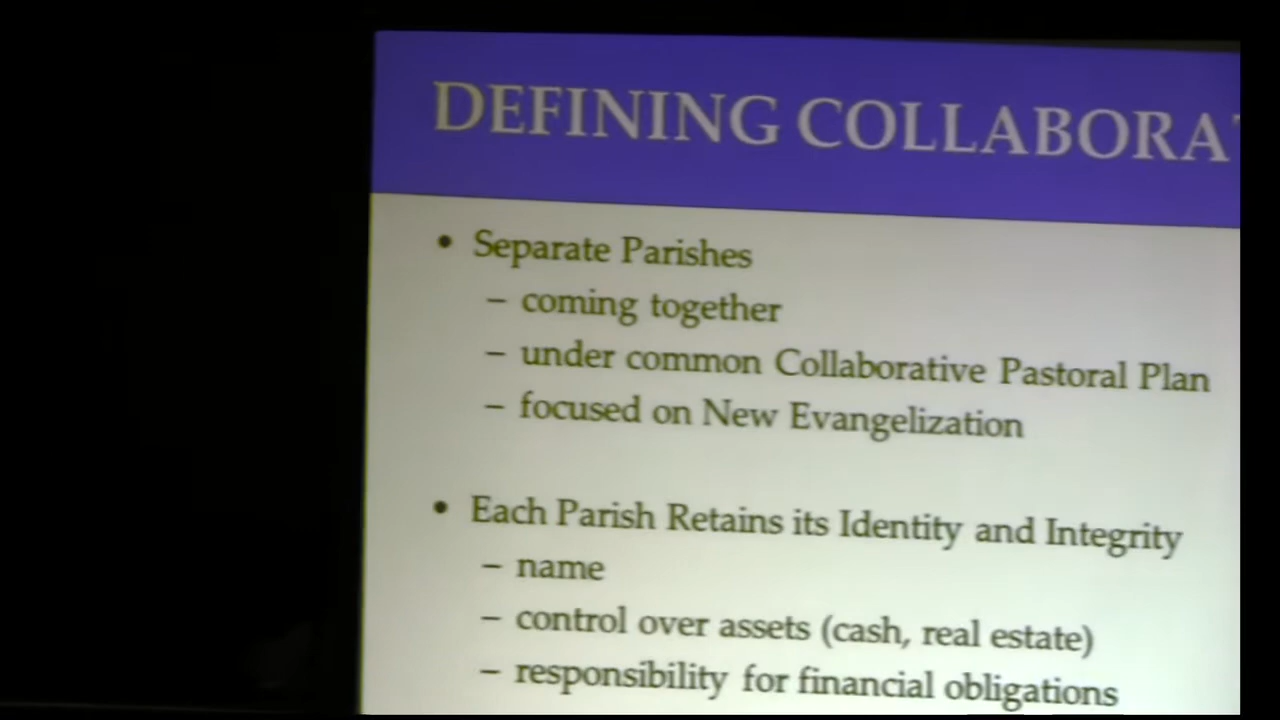 DEFINING COLLABORA
• Separate Parishes
– coming together
– under common Collaborative Pastoral Plan
– focused on New Evangelization
• Each Parish Retains its Identity and Integrity
– name
– control over assets (cash, real estate)
– responsibility for financial obligations